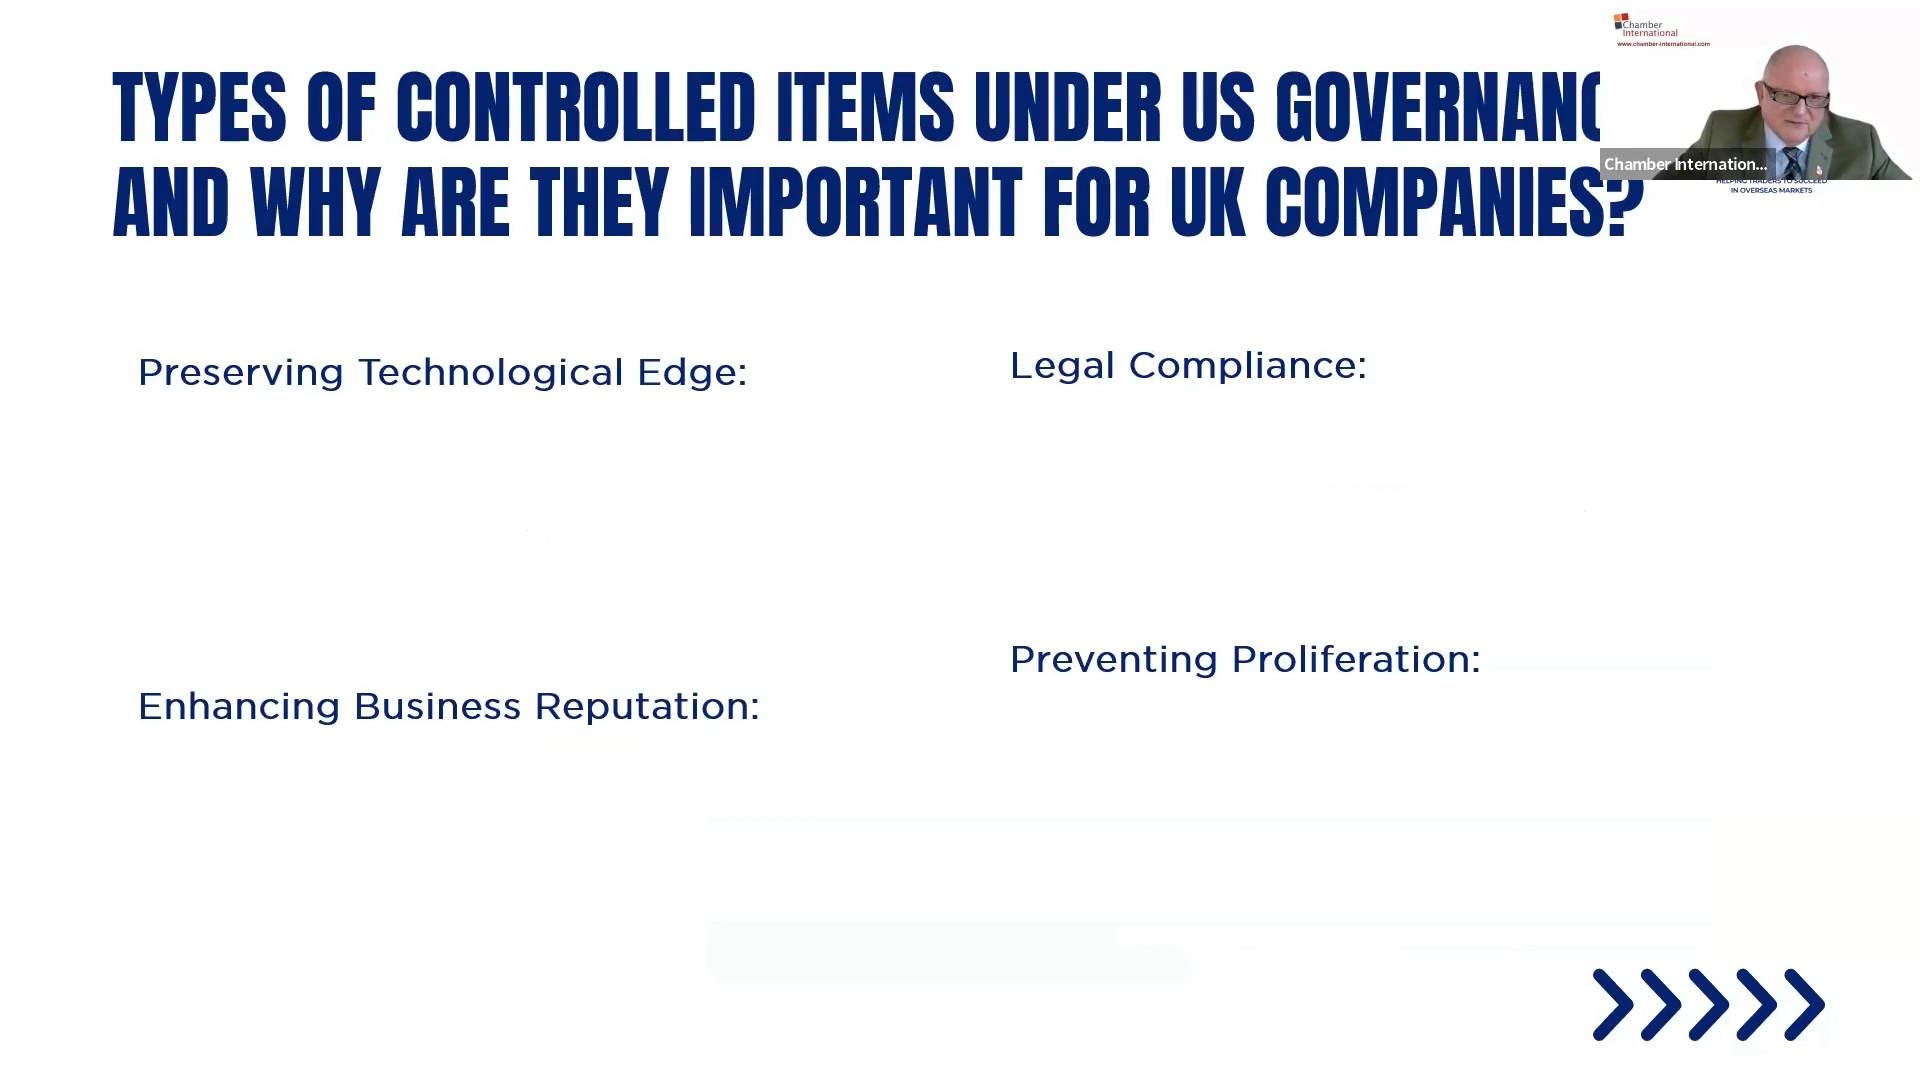 TYPES OF CONTROLLED ITEMS UNDER US GOVERNANC
AND WHY ARE THEY IMPORTANT FOR UK COMPANIES?
Chamber
International
www.chamber-international.com
Chamber Internation...
HELPING TRADERS TO SUCCEED
IN OVERSEAS MARKETS
Preserving Technological Edge:
Legal Compliance:
Enhancing Business Reputation:
Preventing Proliferation: